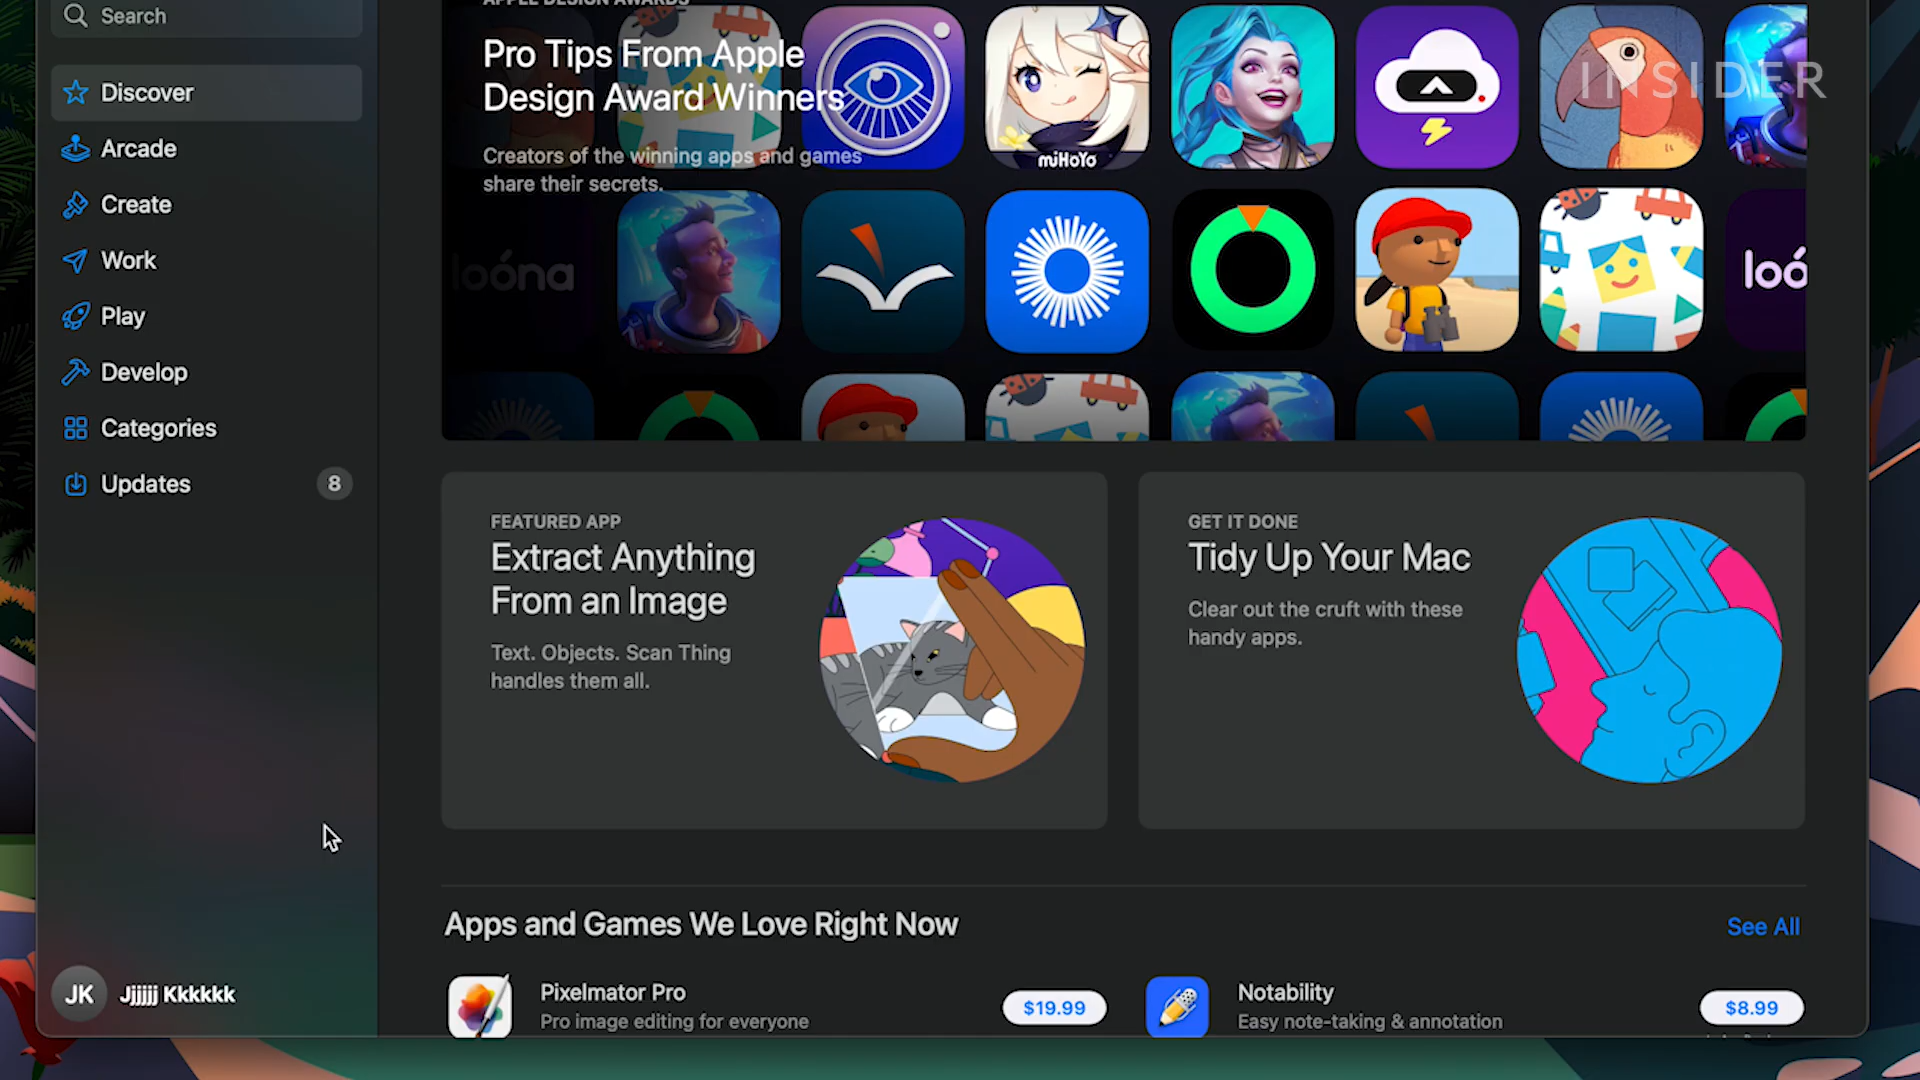 Search
Discover
Arcade
Create
Work
Play
Develop
Categories
Updates
8
JK
Jjjjjj Kkkkkk
APPLE DESIGN AWARDS
Pro Tips From Apple
Design Award Winners
Creators of the winning apps and games
share their secrets.
miHoYo
INSIDER
loóna
loó
FEATURED APP
Extract Anything
From an Image
Text. Objects. Scan Thing
handles them all.
GET IT DONE
Tidy Up Your Mac
Clear out the cruft with these
handy apps.
Apps and Games We Love Right Now
See All
Pixelmator Pro
Pro image editing for everyone
$19.99
Notability
Easy note-taking & annotation
$8.99